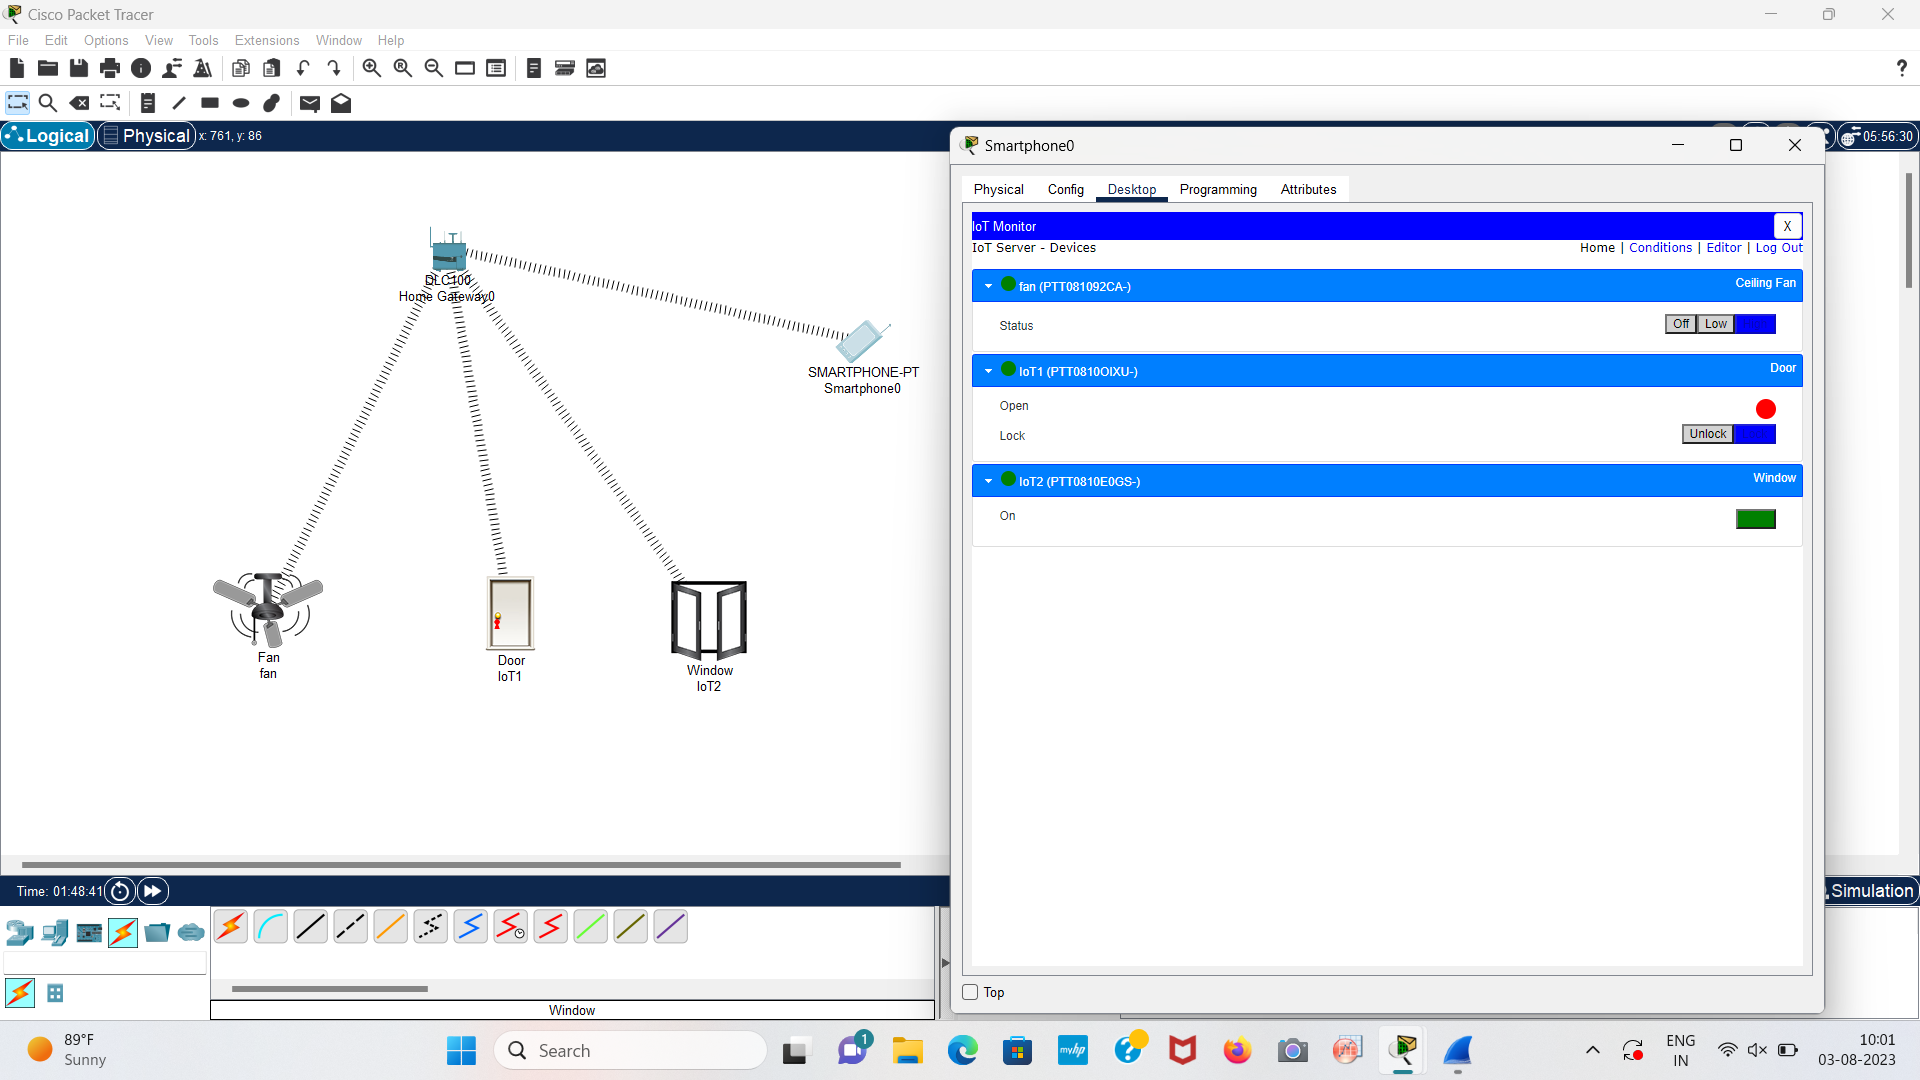 Cisco Packet Tracer
File Edit Options View Tools Extensions Window Help
?
Logical Physical x: 761, y: 86
05:56:30
Smartphone0
Physical Config Desktop Programming Attributes
IoT Monitor X
IoT Server - Devices Home | Conditions | Editor | Log Out
fan (PTT081092CA-) Ceiling Fan
Status Off Low
IoT1 (PTT0810OIXU-) Door
Open
Lock Unlock
IoT2 (PTT0810E0GS-) Window
On
Top
DLC100
Home Gateway0
SMARTPHONE-PT
Smartphone0
Fan
fan
Door
IoT1
Window
IoT2
Time: 01:48:41
Simulation
Window
89°F
Sunny
Search
1
myhp
ENG
IN
10:01
03-08-2023